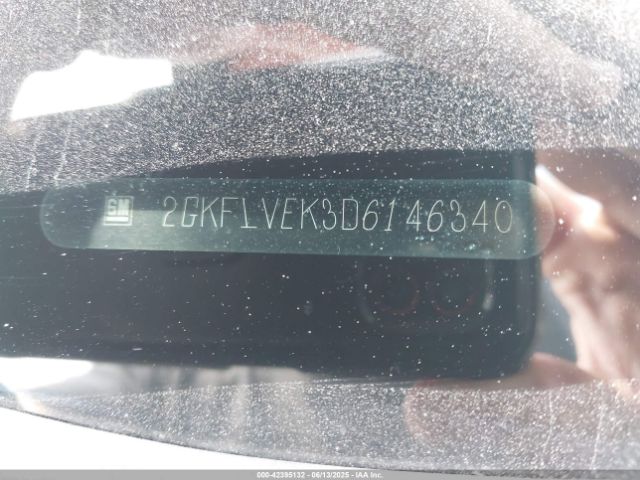 GM 2GKFLVEK3D6146340
000-42395132 - 06/13/2025 - IAA Inc.